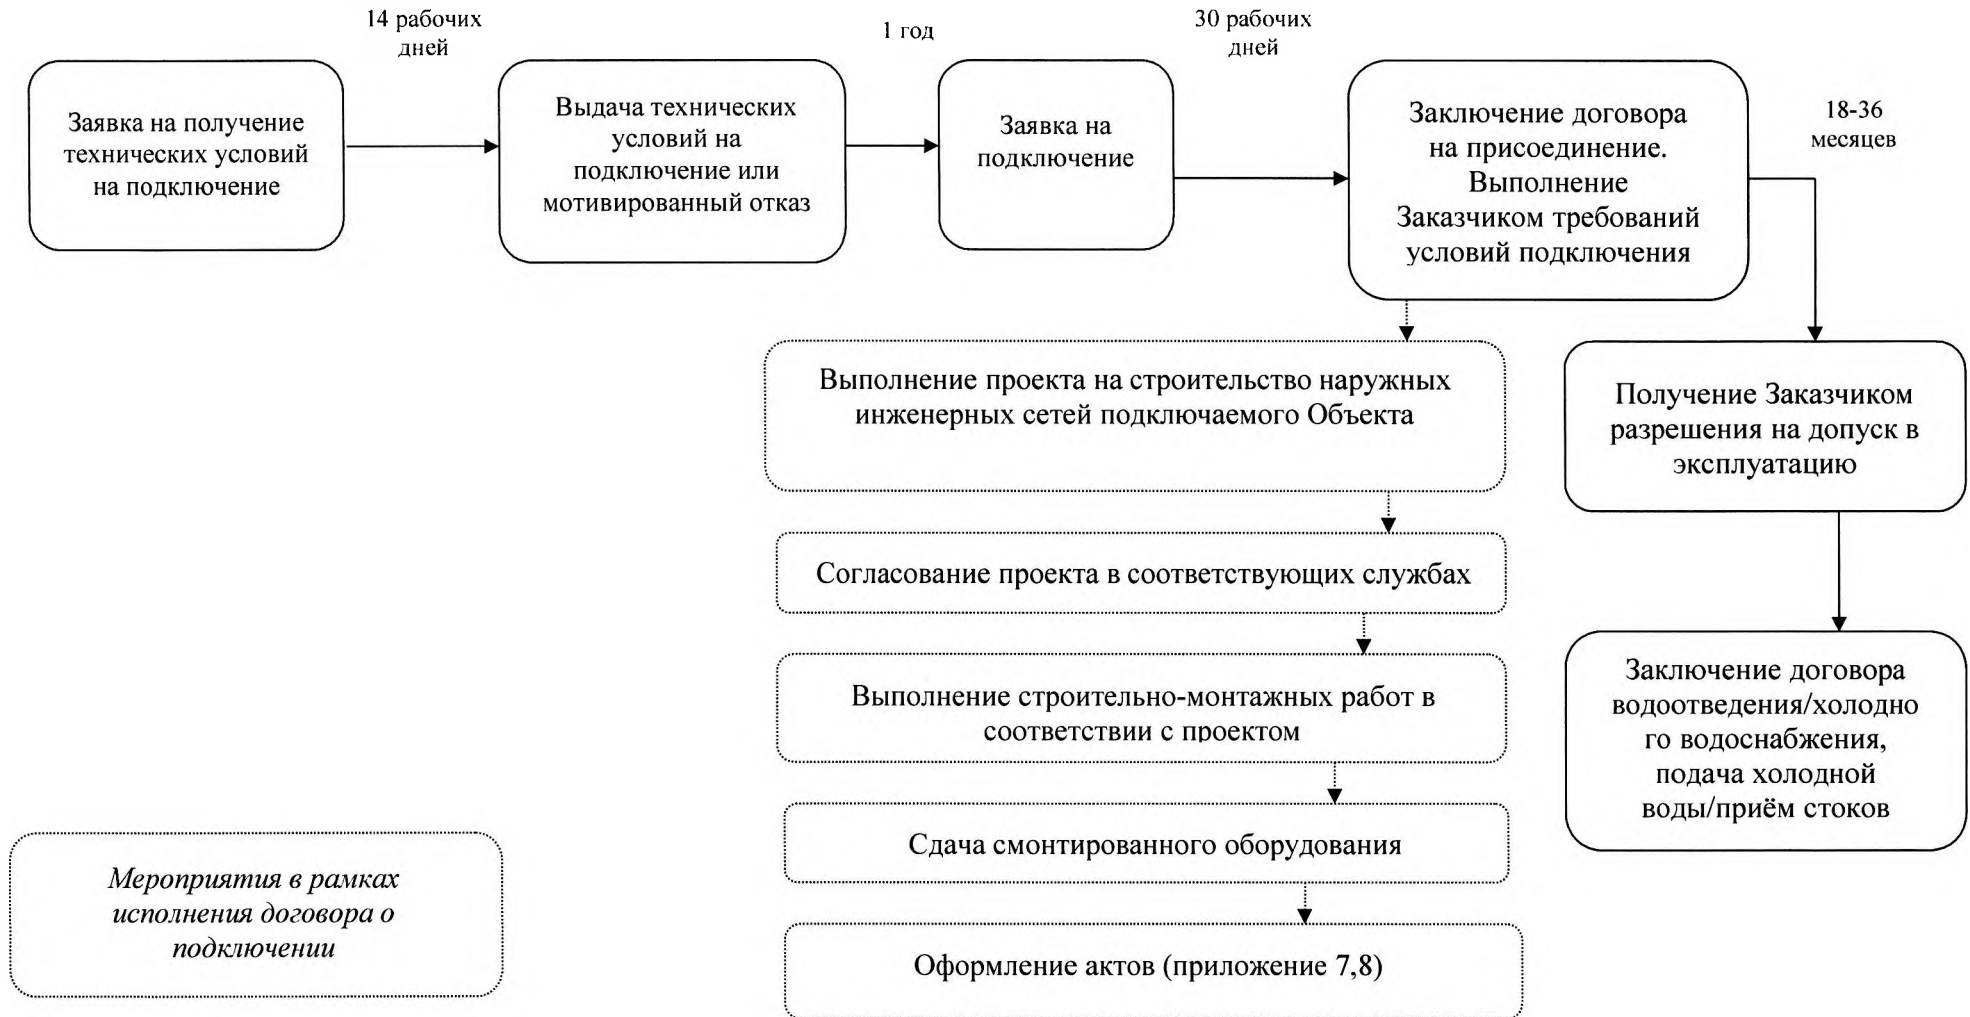 14 рабочих
дней
1 год
30 рабочих
дней
Заявка на получение
технических условий
на подключение
Выдача технических
условий на
подключение или
мотивированный отказ
Заявка на
подключение
Заключение договора
на присоединение.
Выполнение
Заказчиком требований
условий подключения
18-36
месяцев
Выполнение проекта на строительство наружных
инженерных сетей подключаемого Объекта
Получение Заказчиком
разрешения на допуск в
эксплуатацию
Согласование проекта в соответствующих службах
Выполнение строительно-монтажных работ в
соответствии с проектом
Заключение договора
водоотведения/холодно
го водоснабжения,
подача холодной
воды/приём стоков
Сдача смонтированного оборудования
Мероприятия в рамках
исполнения договора о
подключении
Оформление актов (приложение 7,8)